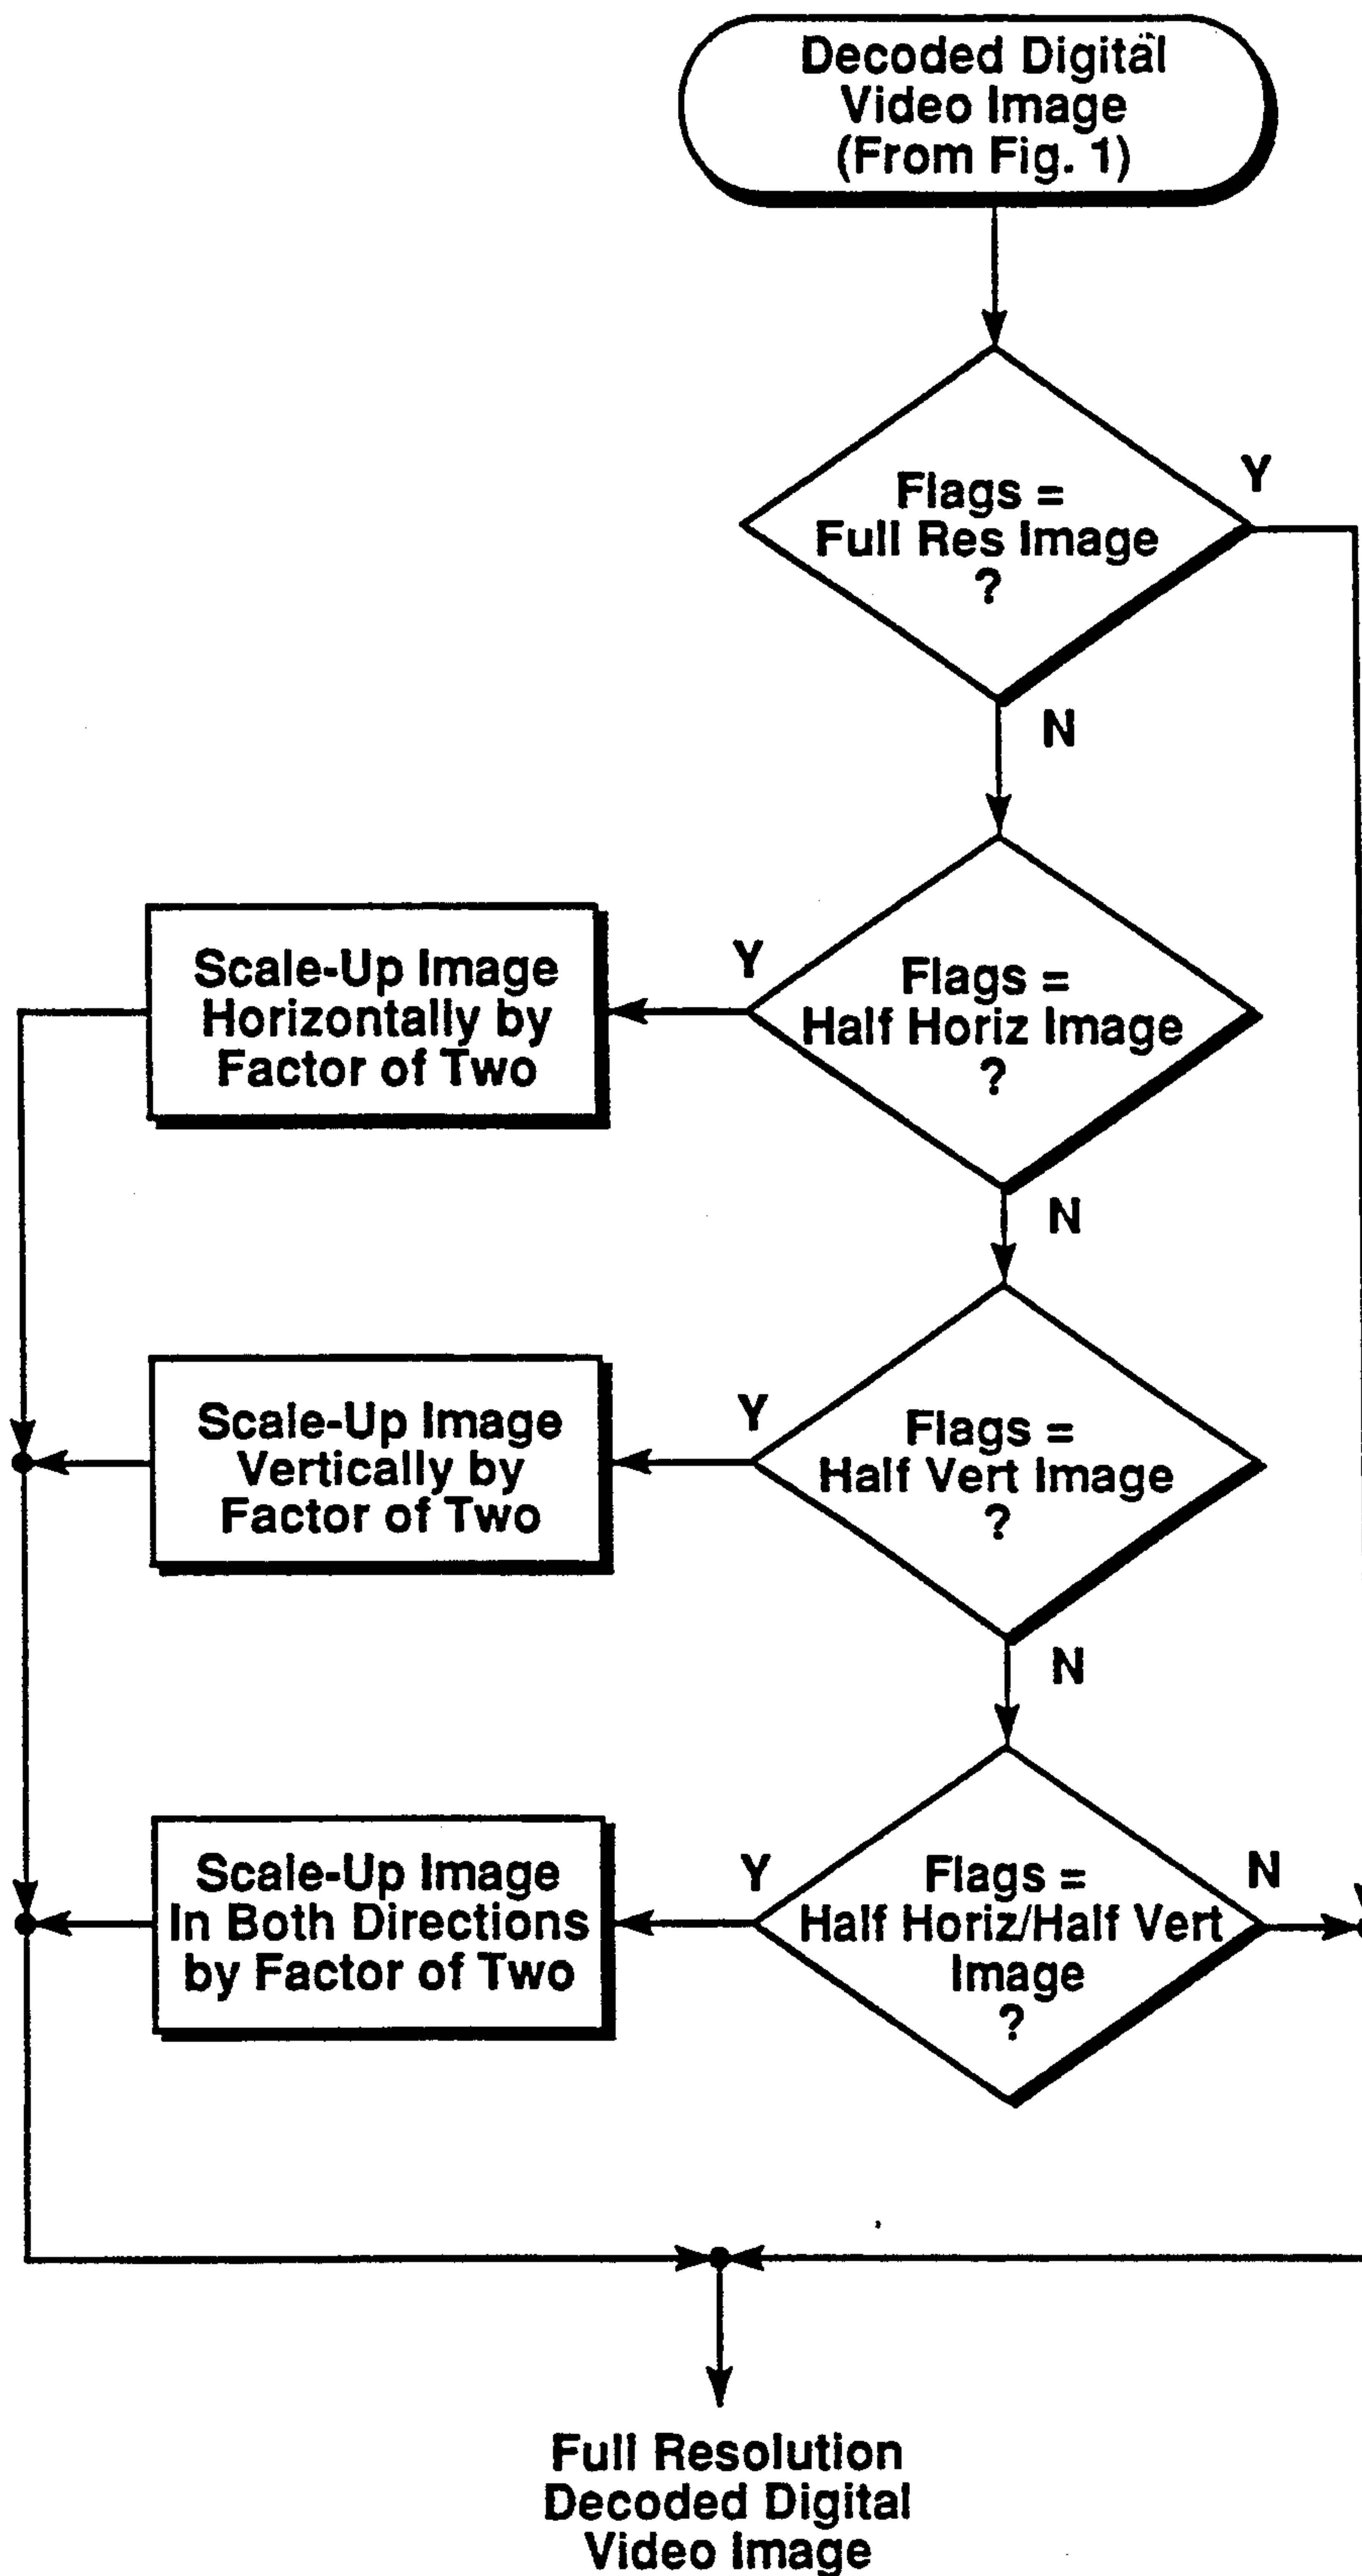 Decoded Digital
Video Image
(From Fig. 1)
Flags =
Full Res Image
?
Y
N
Scale-Up Image
Horizontally by
Factor of Two
Y
Flags =
Half Horiz Image
?
N
Scale-Up Image
Vertically by
Factor of Two
Y
Flags =
Half Vert Image
?
N
Scale-Up Image
In Both Directions
by Factor of Two
Y
Flags =
Half Horiz/Half Vert
Image
?
N
Full Resolution
Decoded Digital
Video Image